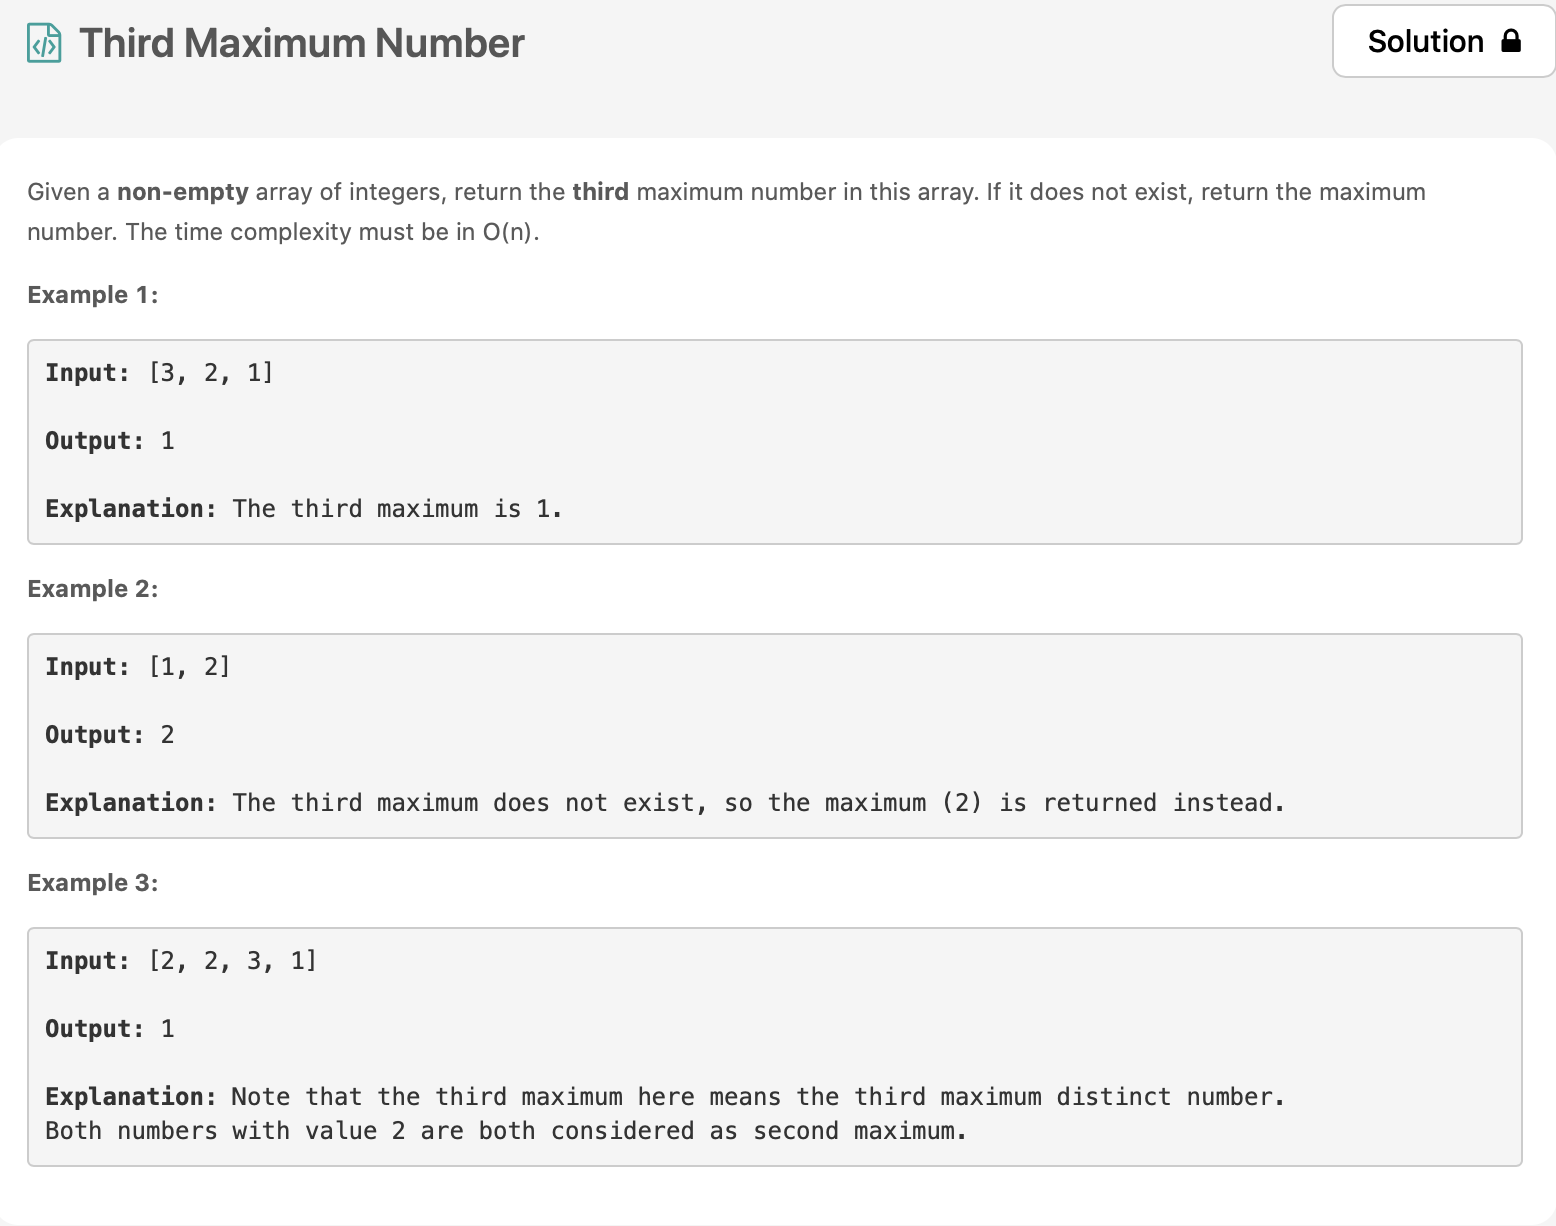 Third Maximum Number
Solution
Given a non-empty array of integers, return the third maximum number in this array. If it does not exist, return the maximum
number. The time complexity must be in O(n).
Example 1:
Input: [3, 2, 1]
Output: 1
Explanation: The third maximum is 1.
Example 2:
Input: [1, 2]
Output: 2
Explanation: The third maximum does not exist, so the maximum (2) is returned instead.
Example 3:
Input: [2, 2, 3, 1]
Output: 1
Explanation: Note that the third maximum here means the third maximum distinct number.
Both numbers with value 2 are both considered as second maximum.